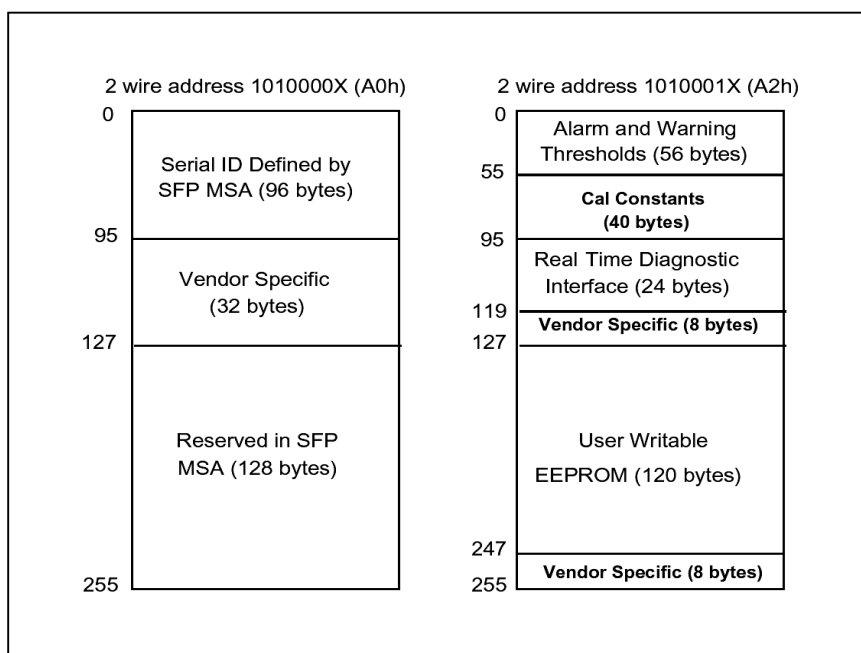 2 wire address 1010000X (A0h)
0
Serial ID Defined by
SFP MSA (96 bytes)
95
Vendor Specific
(32 bytes)
127
Reserved in SFP
MSA (128 bytes)
255
2 wire address 1010001X (A2h)
0
Alarm and Warning
Thresholds (56 bytes)
55
Cal Constants
(40 bytes)
95
Real Time Diagnostic
Interface (24 bytes)
119
Vendor Specific (8 bytes)
127
User Writable
EEPROM (120 bytes)
247
Vendor Specific (8 bytes)
255